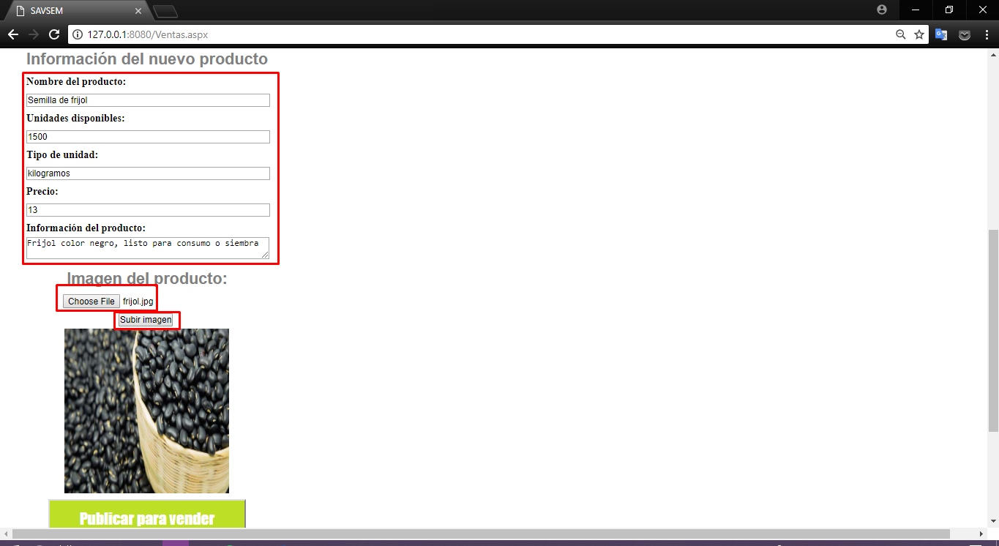 SAVSEM
127.0.0.1:8080/Ventas.aspx
Información del nuevo producto
Nombre del producto:
Semilla de frijol
Unidades disponibles:
1500
Tipo de unidad:
kilogramos
Precio:
13
Información del producto:
Frijol color negro, listo para consumo o siembra
Imagen del producto:
Choose File frijol.jpg
Subir imagen
Publicar para vender